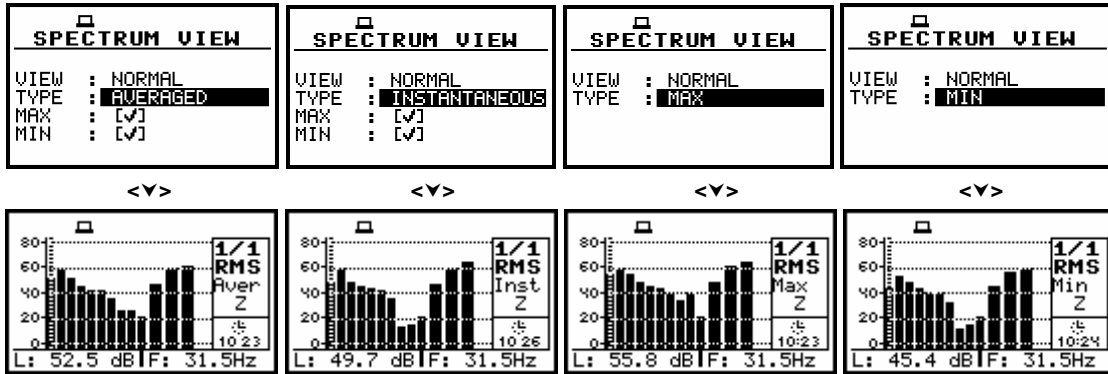 SPECTRUM VIEW
VIEW : NORMAL
TYPE : AVERAGED
MAX : [✓]
MIN : [✓]
SPECTRUM VIEW
VIEW : NORMAL
TYPE : INSTANTANEOUS
MAX : [✓]
MIN : [✓]
SPECTRUM VIEW
VIEW : NORMAL
TYPE : MAX
SPECTRUM VIEW
VIEW : NORMAL
TYPE : MIN
<▼>
<▼>
<▼>
<▼>
80
60
40
20
0
1/1
RMS
Aver
Z
10:23
L: 52.5 dB F: 31.5Hz
80
60
40
20
0
1/1
RMS
Inst
Z
10:26
L: 49.7 dB F: 31.5Hz
80
60
40
20
0
1/1
RMS
Max
Z
10:23
L: 55.8 dB F: 31.5Hz
80
60
40
20
0
1/1
RMS
Min
Z
10:24
L: 45.4 dB F: 31.5Hz